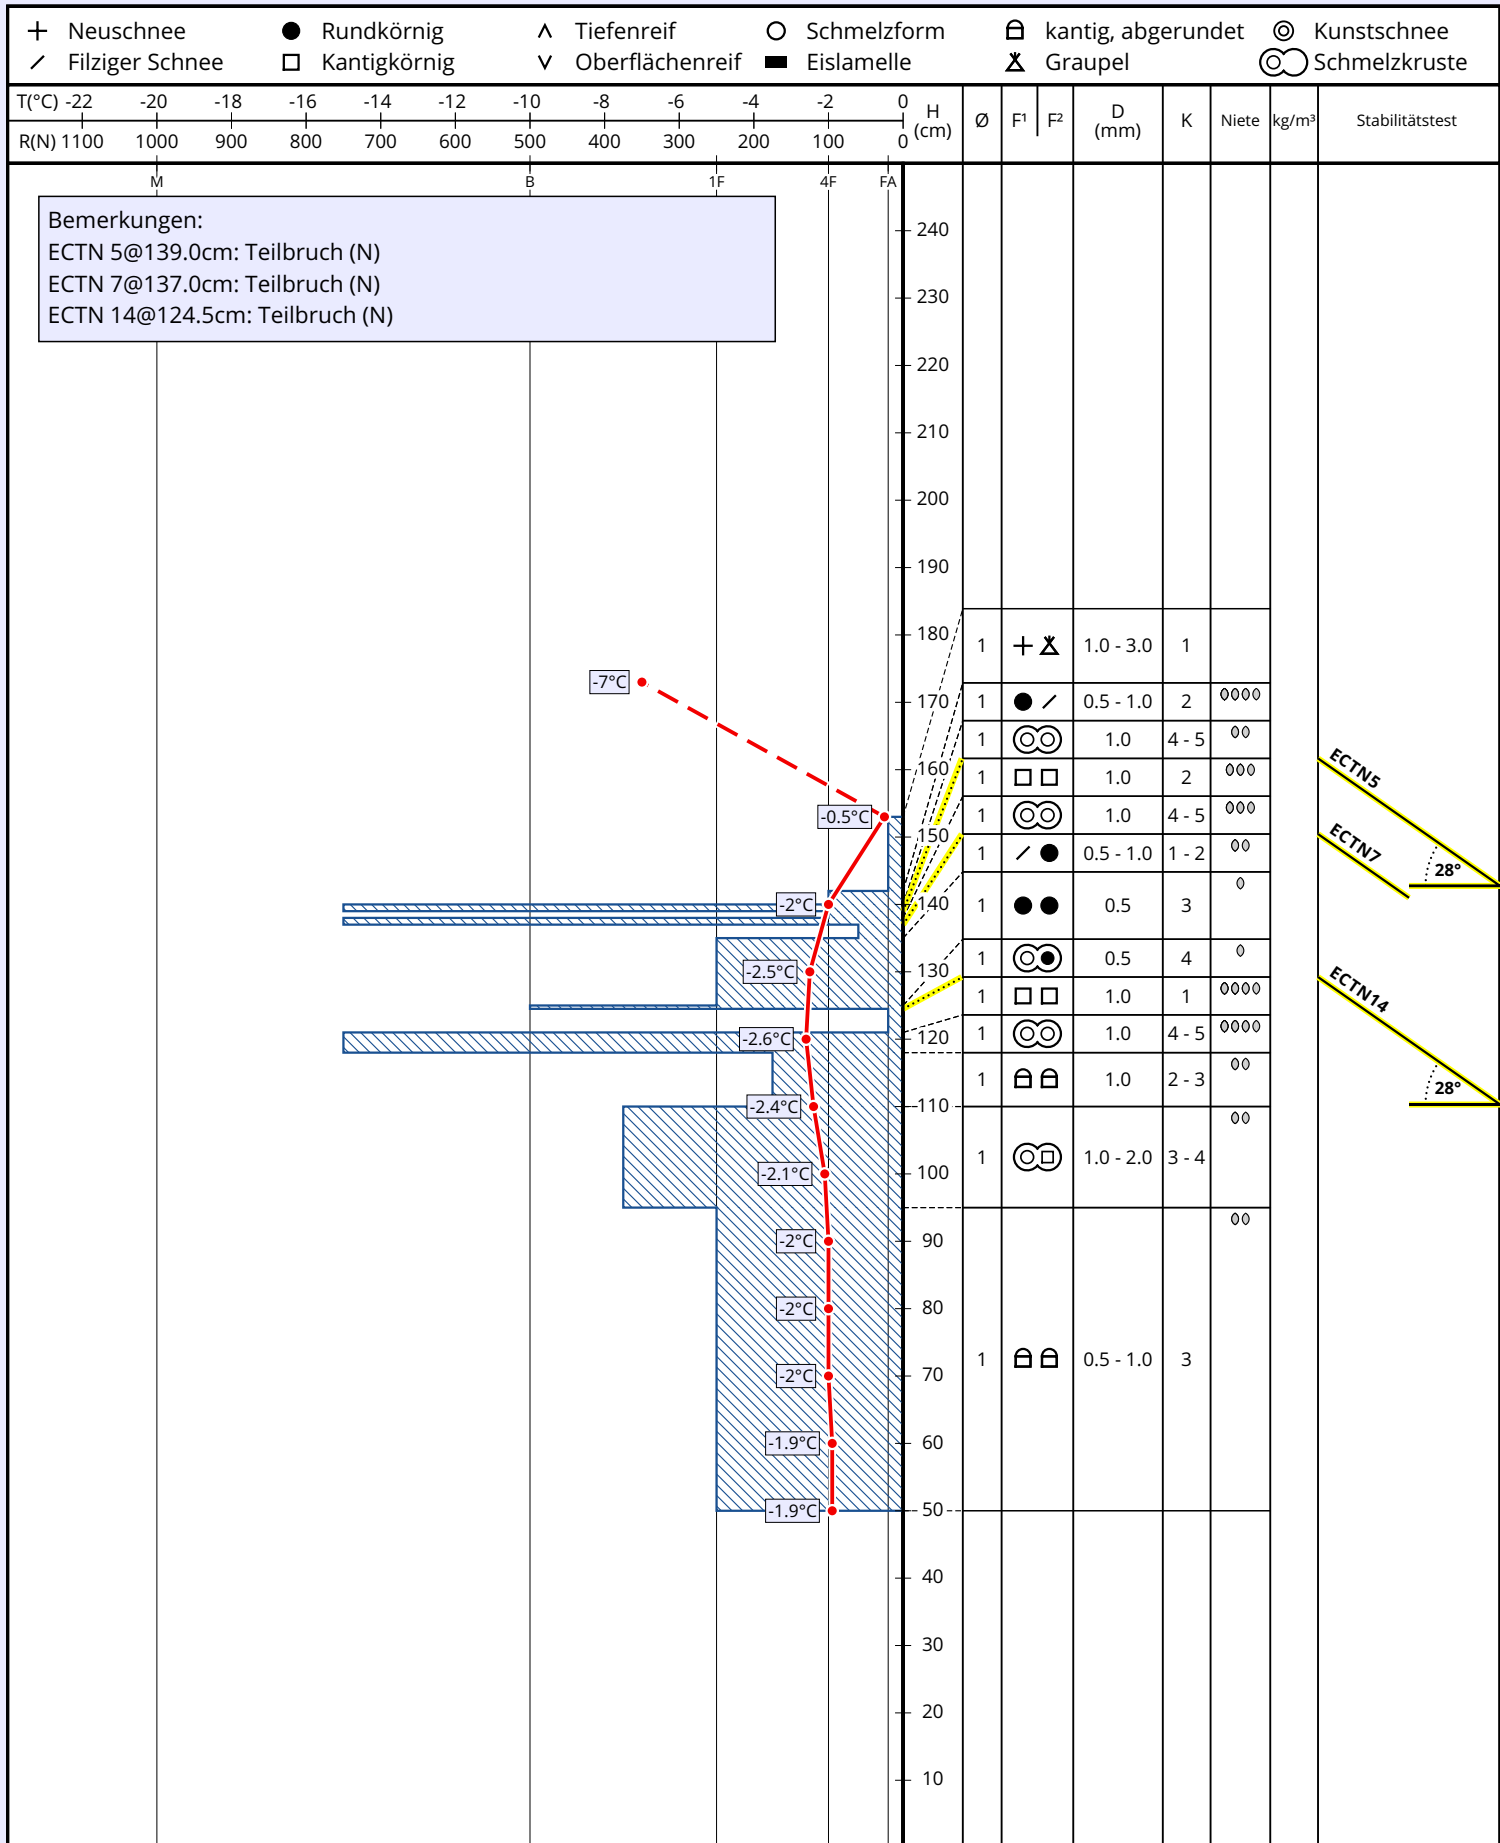 Neuschnee Rundkörnig Tiefenreif Schmelzform kantig, abgerundet Kunstschnee
Filziger Schnee Kantigkörnig Oberflächenreif Eislamelle Graupel Schmelzkruste
T(°C) -22 -20 -18 -16 -14 -12 -10 -8 -6 -4 -2 0
R(N) 1100 1000 900 800 700 600 500 400 300 200 100 0
H (cm) Ø F¹ F² D (mm) K Niete kg/m³ Stabilitätstest
M B 1F 4F FA
Bemerkungen:
ECTN 5@139.0cm: Teilbruch (N)
ECTN 7@137.0cm: Teilbruch (N)
ECTN 14@124.5cm: Teilbruch (N)
240
230
220
210
200
190
180
170
160
150
140
130
120
110
100
90
80
70
60
50
40
30
20
10
-7°C
-0.5°C
-2°C
-2.5°C
-2.6°C
-2.4°C
-2.1°C
-2°C
-2°C
-2°C
-1.9°C
-1.9°C
1 1.0 - 3.0 1
1 0.5 - 1.0 2
1 1.0 4 - 5
1 1.0 2
1 1.0 4 - 5
1 0.5 - 1.0 1 - 2
1 0.5 3
1 0.5 4
1 1.0 1
1 1.0 4 - 5
1 1.0 2 - 3
1 1.0 - 2.0 3 - 4
1 0.5 - 1.0 3
ECTN5
28°
ECTN7
ECTN14
28°